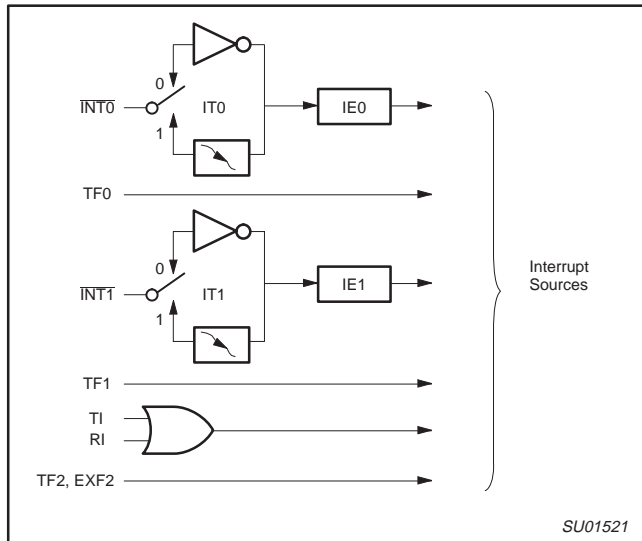 0
INT0
IT0
IE0
1
TF0
0
INT1
IT1
IE1
1
Interrupt
Sources
TF1
TI
RI
TF2, EXF2
SU01521